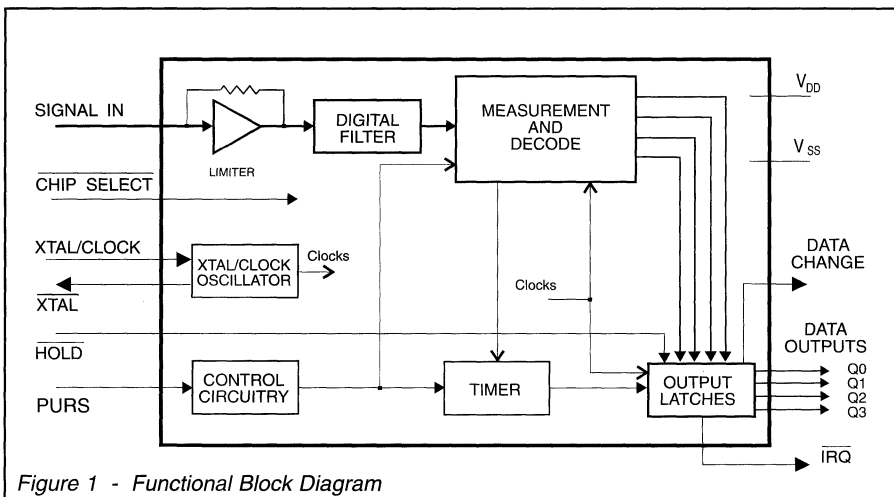 SIGNAL IN
LIMITER
DIGITAL
FILTER
MEASUREMENT
AND
DECODE
VDD
VSS
CHIP SELECT
XTAL/CLOCK
XTAL/CLOCK
OSCILLATOR
Clocks
XTAL
Clocks
DATA
CHANGE
HOLD
DATA
OUTPUTS
PURS
CONTROL
CIRCUITRY
TIMER
OUTPUT
LATCHES
Q0
Q1
Q2
Q3
IRQ
Figure 1 - Functional Block Diagram